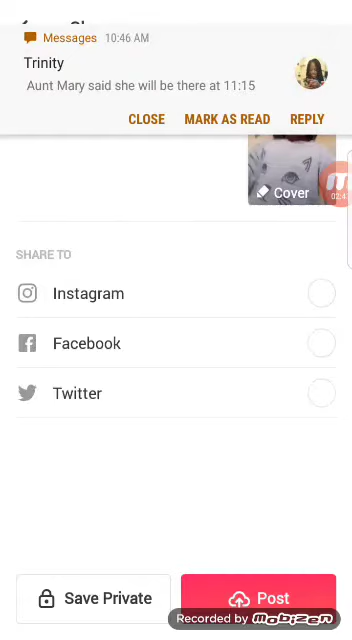 Messages 10:46 AM
Trinity
Aunt Mary said she will be there at 11:15
CLOSE MARK AS READ REPLY
Cover
SHARE TO
Instagram
Facebook
Twitter
Save Private
Post
Recorded by Mobizen